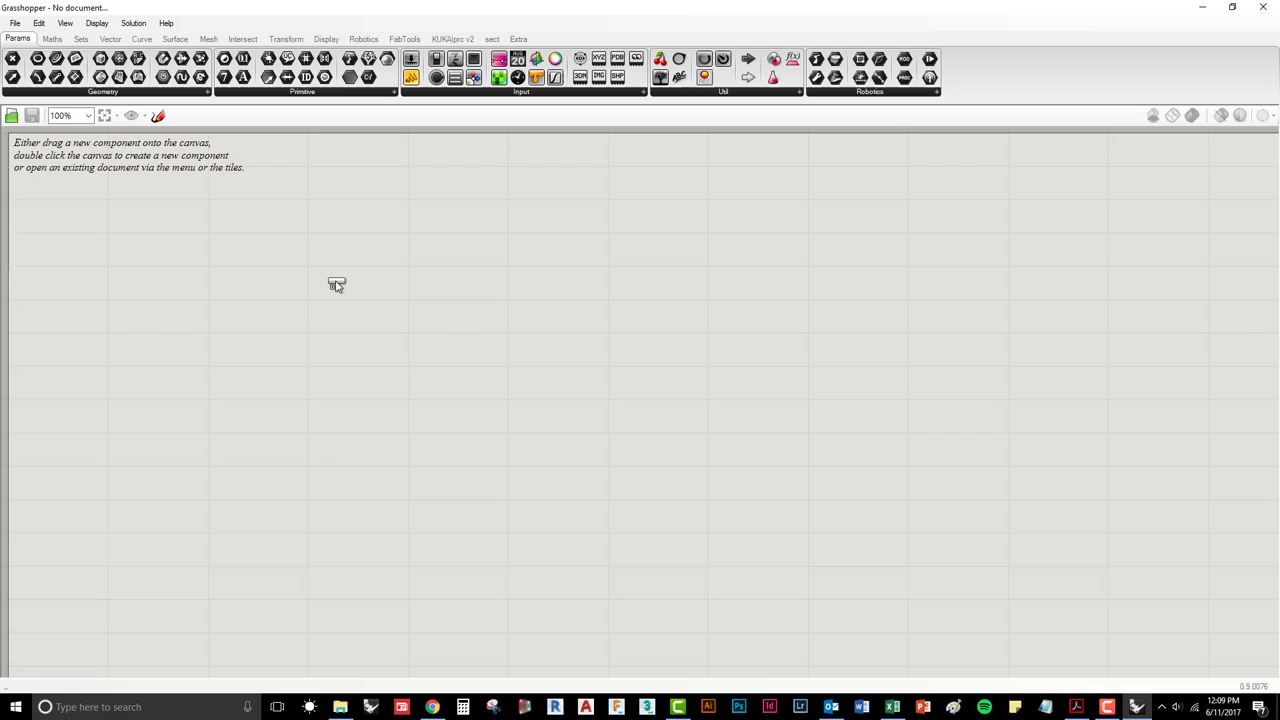 Grasshopper - No document...
File Edit View Display Solution Help
Params Maths Sets Vector Curve Surface Mesh Intersect Transform Display Robotics FabTools KUKA|prc v2 sect Extra
Geometry Primitive Input Util Robotics
100%
Either drag a new component onto the canvas,
double click the canvas to create a new component
or open an existing document via the menu or the tiles.
0.9.0076
Type here to search
12:09 PM
6/11/2017